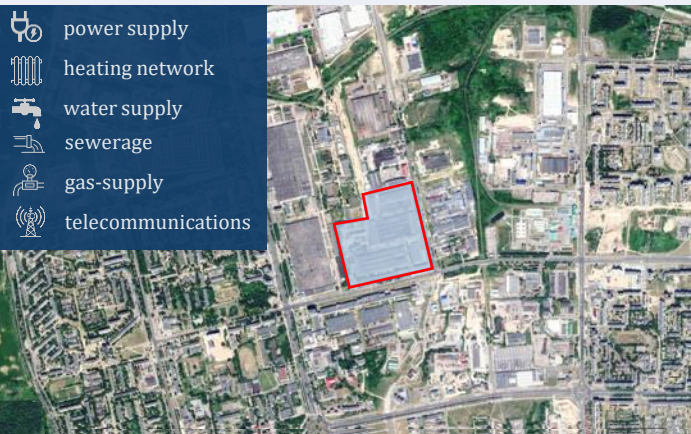 power supply
heating network
water supply
sewerage
gas-supply
telecommunications